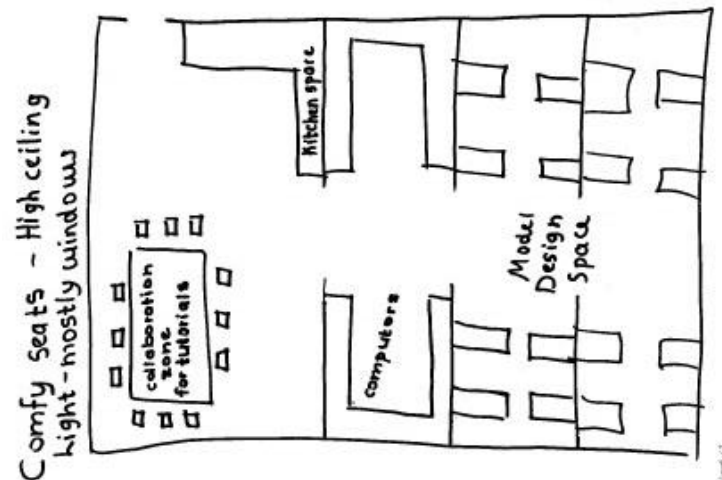 Comfy seats - High ceiling
Light - mostly windows
Kitchen space
collaboration
zone
for tutorials
computers
Model
Design
Space